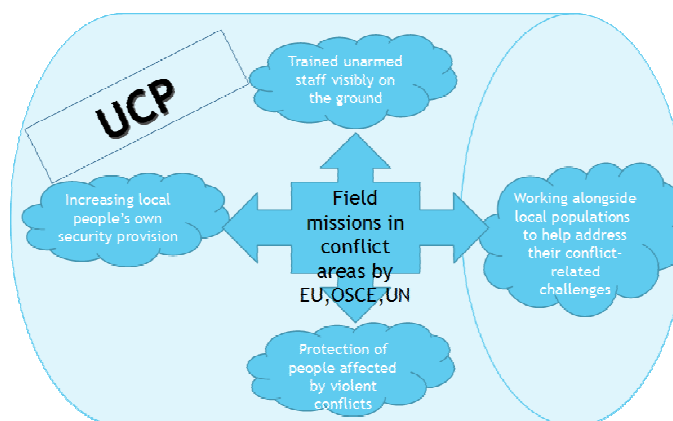 UCP
Trained unarmed
staff visibly on
the ground
Increasing local
people's own
security provision
Field
missions in
conflict
areas by
EU,OSCE,UN
Working alongside
local populations
to help address
their conflict-
related
challenges
Protection of
people affected
by violent
conflicts